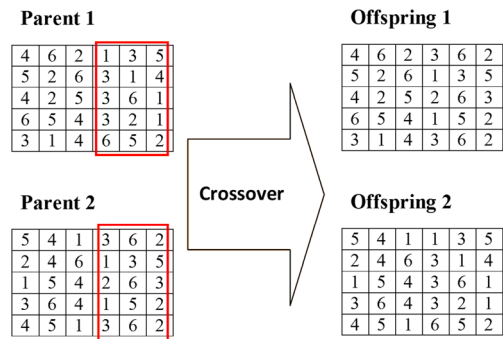 Parent 1
4 6 2 1 3 5
5 2 6 3 1 4
4 2 5 3 6 1
6 5 4 3 2 1
3 1 4 6 5 2
Parent 2
5 4 1 3 6 2
2 4 6 1 3 5
1 5 4 2 6 3
3 6 4 1 5 2
4 5 1 3 6 2
Crossover
Offspring 1
4 6 2 3 6 2
5 2 6 1 3 5
4 2 5 2 6 3
6 5 4 1 5 2
3 1 4 3 6 2
Offspring 2
5 4 1 1 3 5
2 4 6 3 1 4
1 5 4 3 6 1
3 6 4 3 2 1
4 5 1 6 5 2